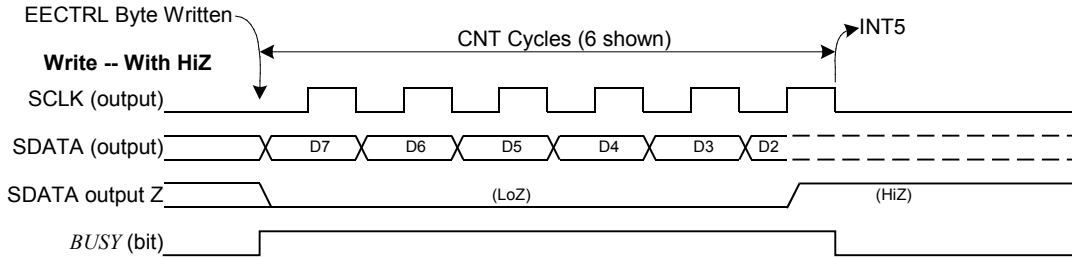 EECTRL Byte Written
CNT Cycles (6 shown)
INT5
Write -- With HiZ
SCLK (output)
SDATA (output)
D7 D6 D5 D4 D3 D2
SDATA output Z
(LoZ)
(HiZ)
BUSY (bit)